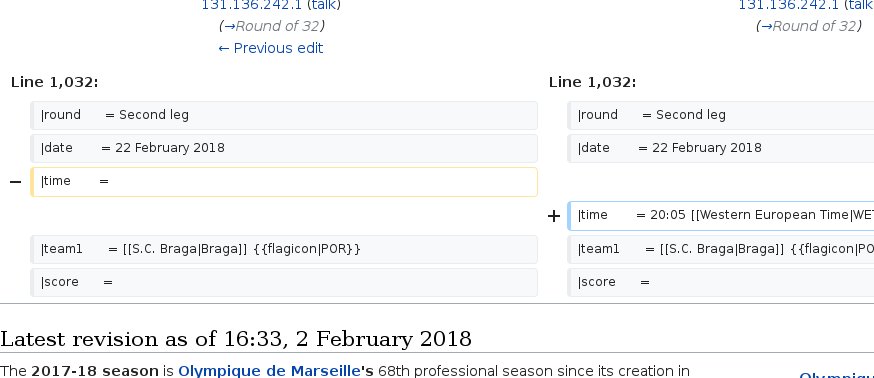 131.136.242.1 (talk)
131.136.242.1 (talk
(→Round of 32)
(→Round of 32)
← Previous edit
Line 1,032:
Line 1,032:
|round = Second leg
|round = Second leg
|date = 22 February 2018
|date = 22 February 2018
− |time =
+ |time = 20:05 [[Western European Time|WET
|team1 = [[S.C. Braga|Braga]] {{flagicon|POR}}
|team1 = [[S.C. Braga|Braga]] {{flagicon|PO
|score =
|score =
Latest revision as of 16:33, 2 February 2018
The 2017-18 season is Olympique de Marseille's 68th professional season since its creation in